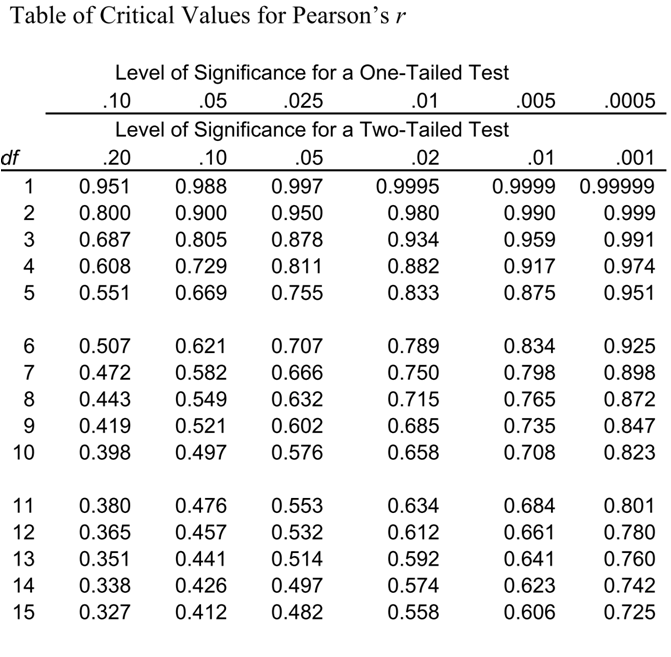 Table of Critical Values for Pearson's r
Level of Significance for a One-Tailed Test
.10 .05 .025 .01 .005 .0005
Level of Significance for a Two-Tailed Test
df .20 .10 .05 .02 .01 .001
1 0.951 0.988 0.997 0.9995 0.9999 0.99999
2 0.800 0.900 0.950 0.980 0.990 0.999
3 0.687 0.805 0.878 0.934 0.959 0.991
4 0.608 0.729 0.811 0.882 0.917 0.974
5 0.551 0.669 0.755 0.833 0.875 0.951
6 0.507 0.621 0.707 0.789 0.834 0.925
7 0.472 0.582 0.666 0.750 0.798 0.898
8 0.443 0.549 0.632 0.715 0.765 0.872
9 0.419 0.521 0.602 0.685 0.735 0.847
10 0.398 0.497 0.576 0.658 0.708 0.823
11 0.380 0.476 0.553 0.634 0.684 0.801
12 0.365 0.457 0.532 0.612 0.661 0.780
13 0.351 0.441 0.514 0.592 0.641 0.760
14 0.338 0.426 0.497 0.574 0.623 0.742
15 0.327 0.412 0.482 0.558 0.606 0.725